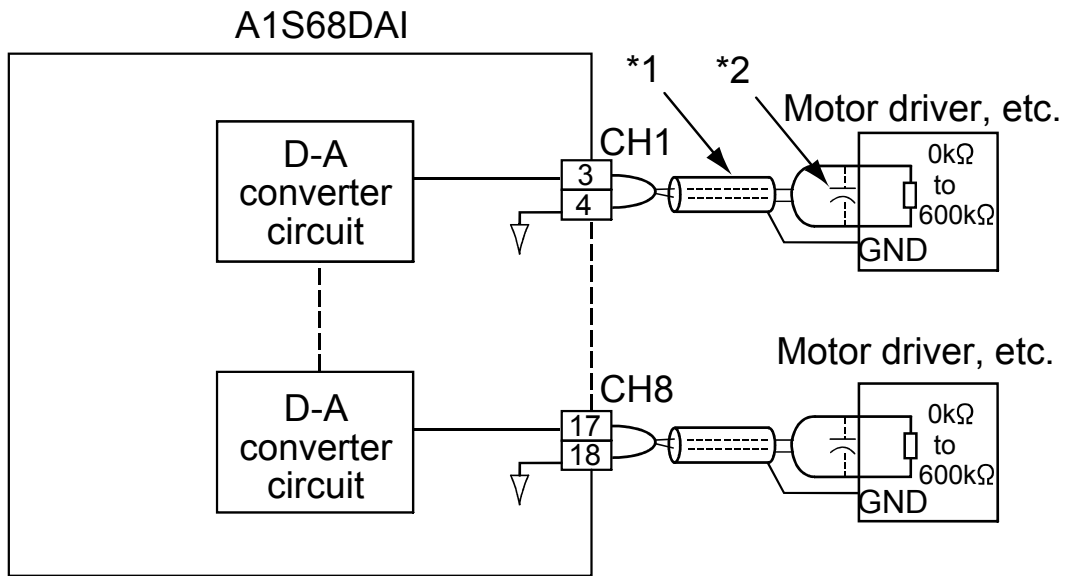 A1S68DAI
*1
*2
Motor driver, etc.
D-A
converter
circuit
CH1
3
4
0kΩ
to
600kΩ
GND
Motor driver, etc.
D-A
converter
circuit
CH8
17
18
0kΩ
to
600kΩ
GND